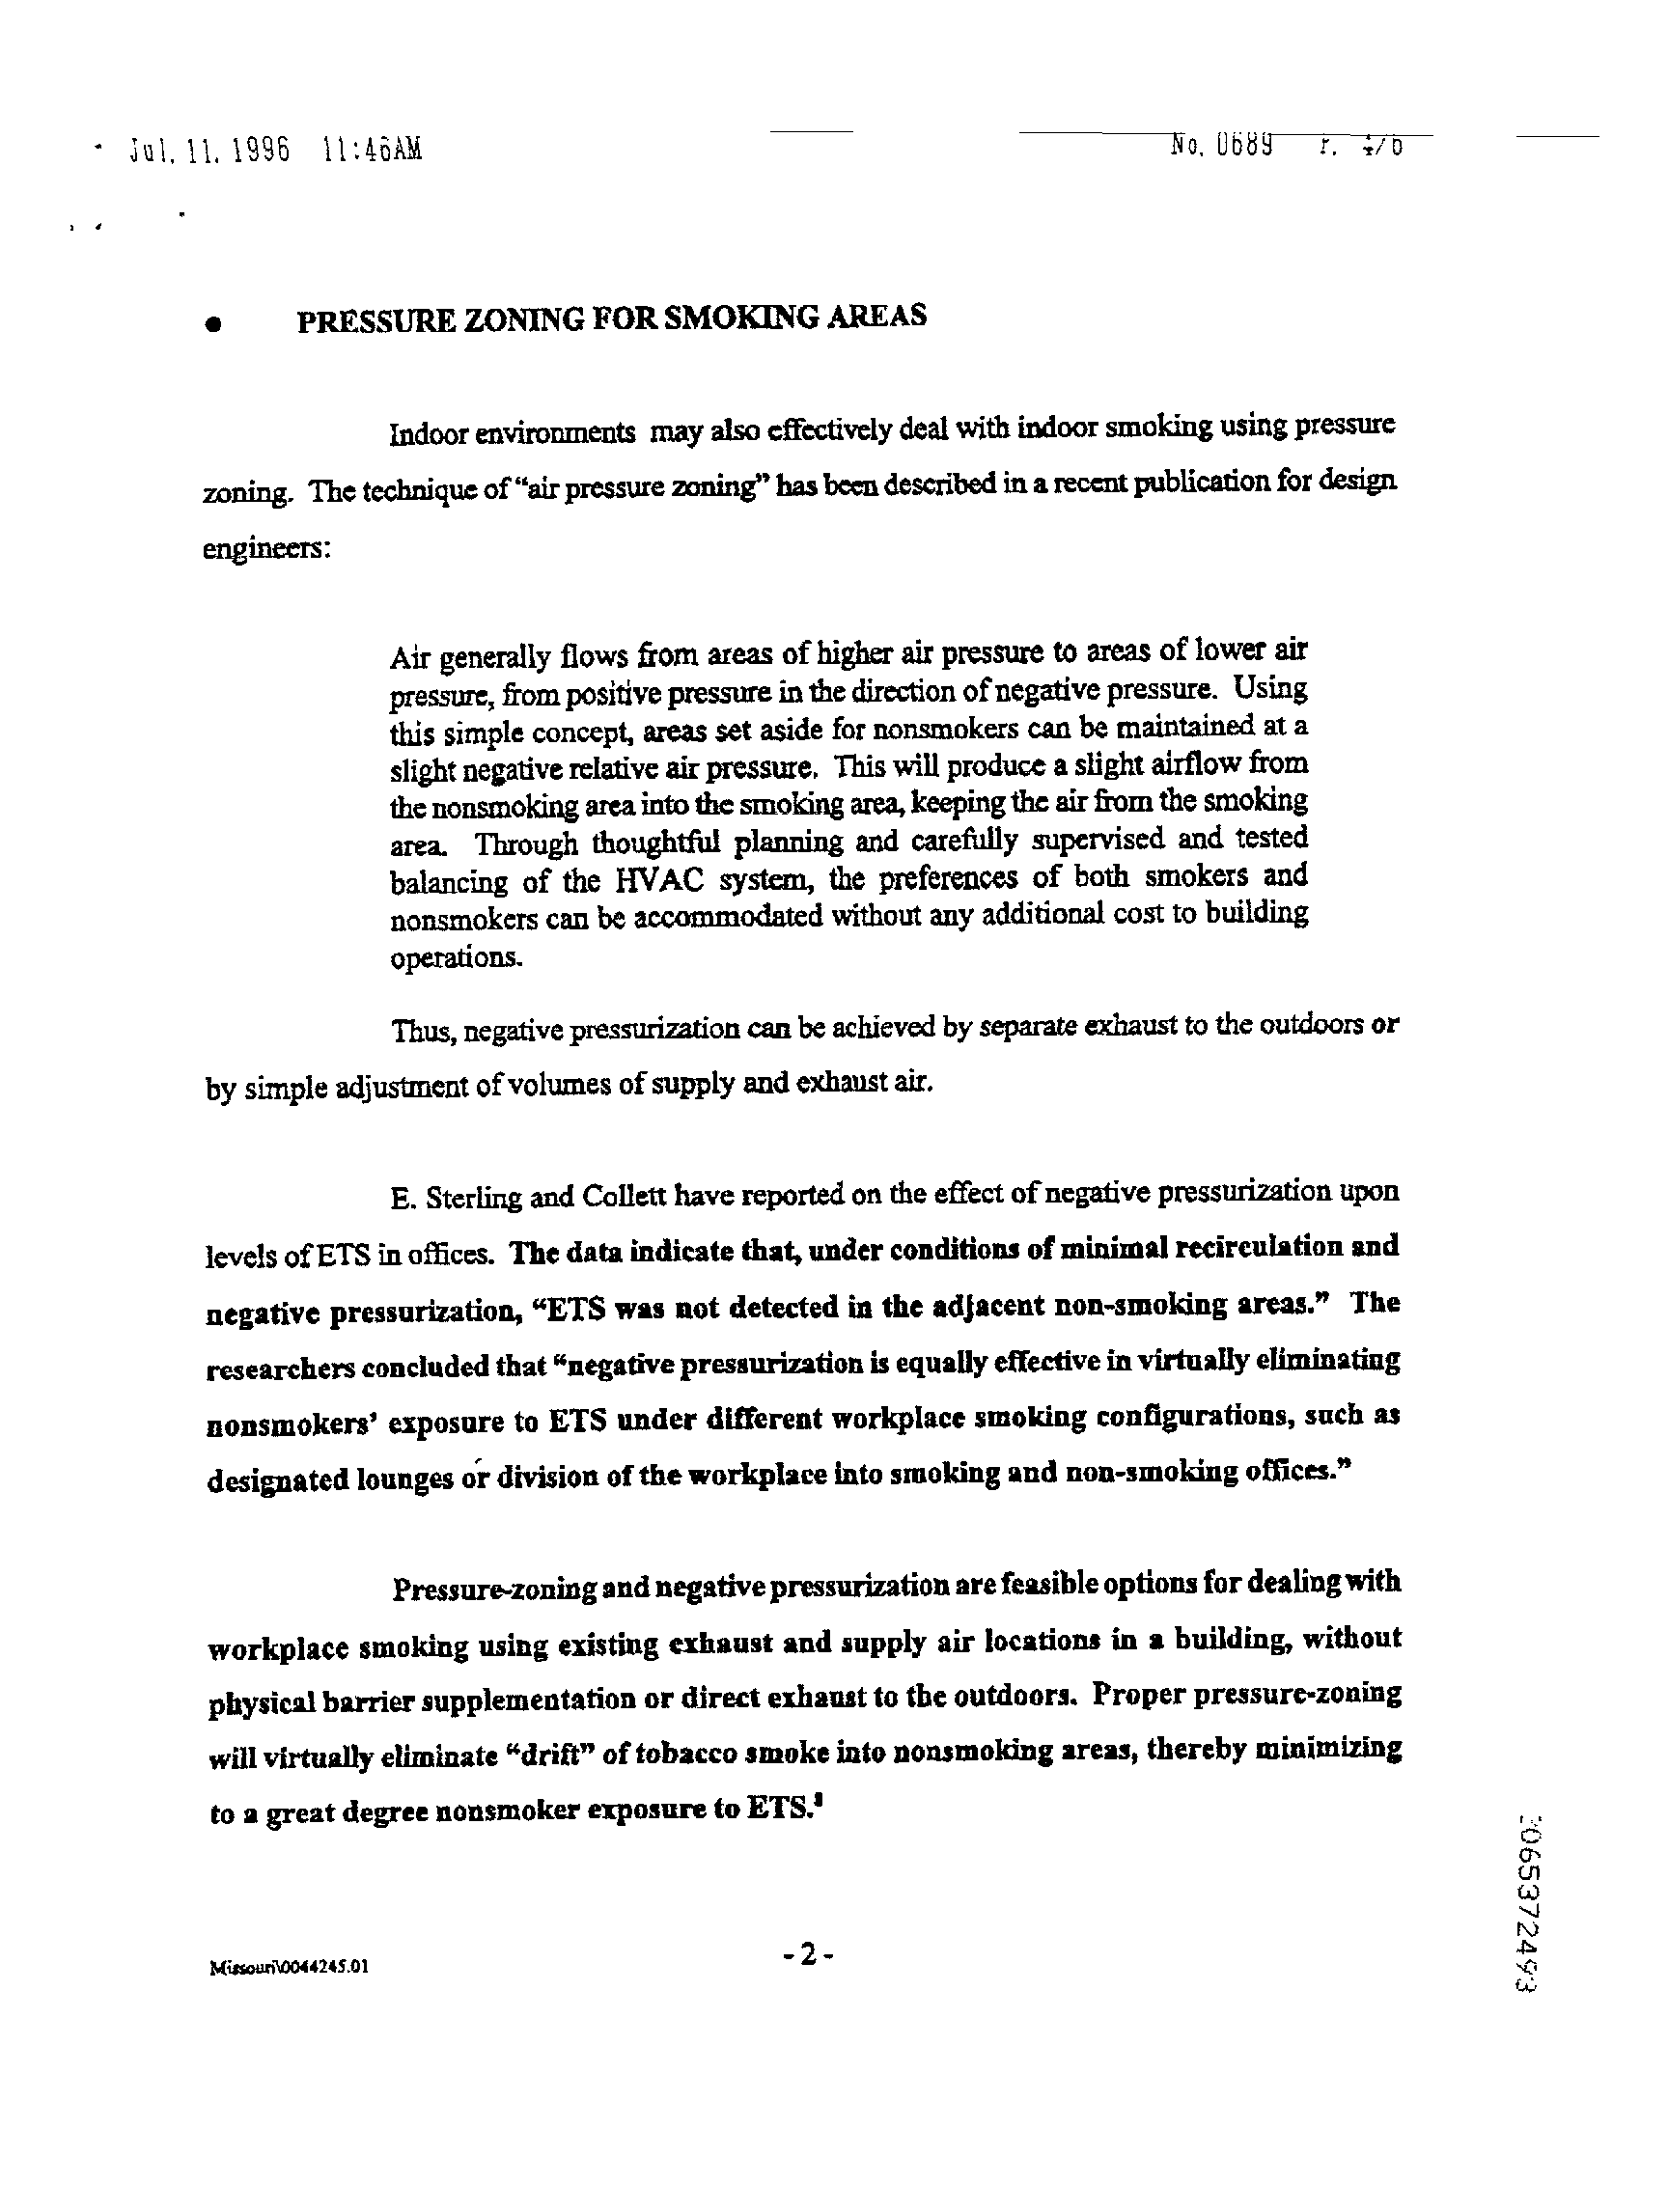 Jul. 11. 1996 11:46AM No. 0689
• PRESSURE ZONING FOR SMOKING AREAS
Indoor environments may also effectively deal with indoor smoking using pressure
zoning. The technique of “air pressure zoning” has been described in a recent publication for design
engineers:
Air generally flows from areas of higher air pressure to areas of lower air
pressure, from positive pressure in the direction of negative pressure. Using
this simple concept, areas set aside for nonsmokers can be maintained at a
slight negative relative air pressure. This will produce a slight airflow from
the nonsmoking area into the smoking area, keeping the air from the smoking
area. Through thoughtful planning and carefully supervised and tested
balancing of the HVAC system, the preferences of both smokers and
nonsmokers can be accommodated without any additional cost to building
operations.
Thus, negative pressurization can be achieved by separate exhaust to the outdoors or
by simple adjustment of volumes of supply and exhaust air.
E. Sterling and Collett have reported on the effect of negative pressurization upon
levels of ETS in offices. The data indicate that, under conditions of minimal recirculation and
negative pressurization, “ETS was not detected in the adjacent non-smoking areas.” The
researchers concluded that “negative pressurization is equally effective in virtually eliminating
nonsmokers’ exposure to ETS under different workplace smoking configurations, such as
designated lounges or division of the workplace into smoking and non-smoking offices.”
Pressure-zoning and negative pressurization are feasible options for dealing with
workplace smoking using existing exhaust and supply air locations in a building, without
physical barrier supplementation or direct exhaust to the outdoors. Proper pressure-zoning
will virtually eliminate “drift” of tobacco smoke into nonsmoking areas, thereby minimizing
to a great degree nonsmoker exposure to ETS.
Missouri\0044245.01
- 2 -
2065372493